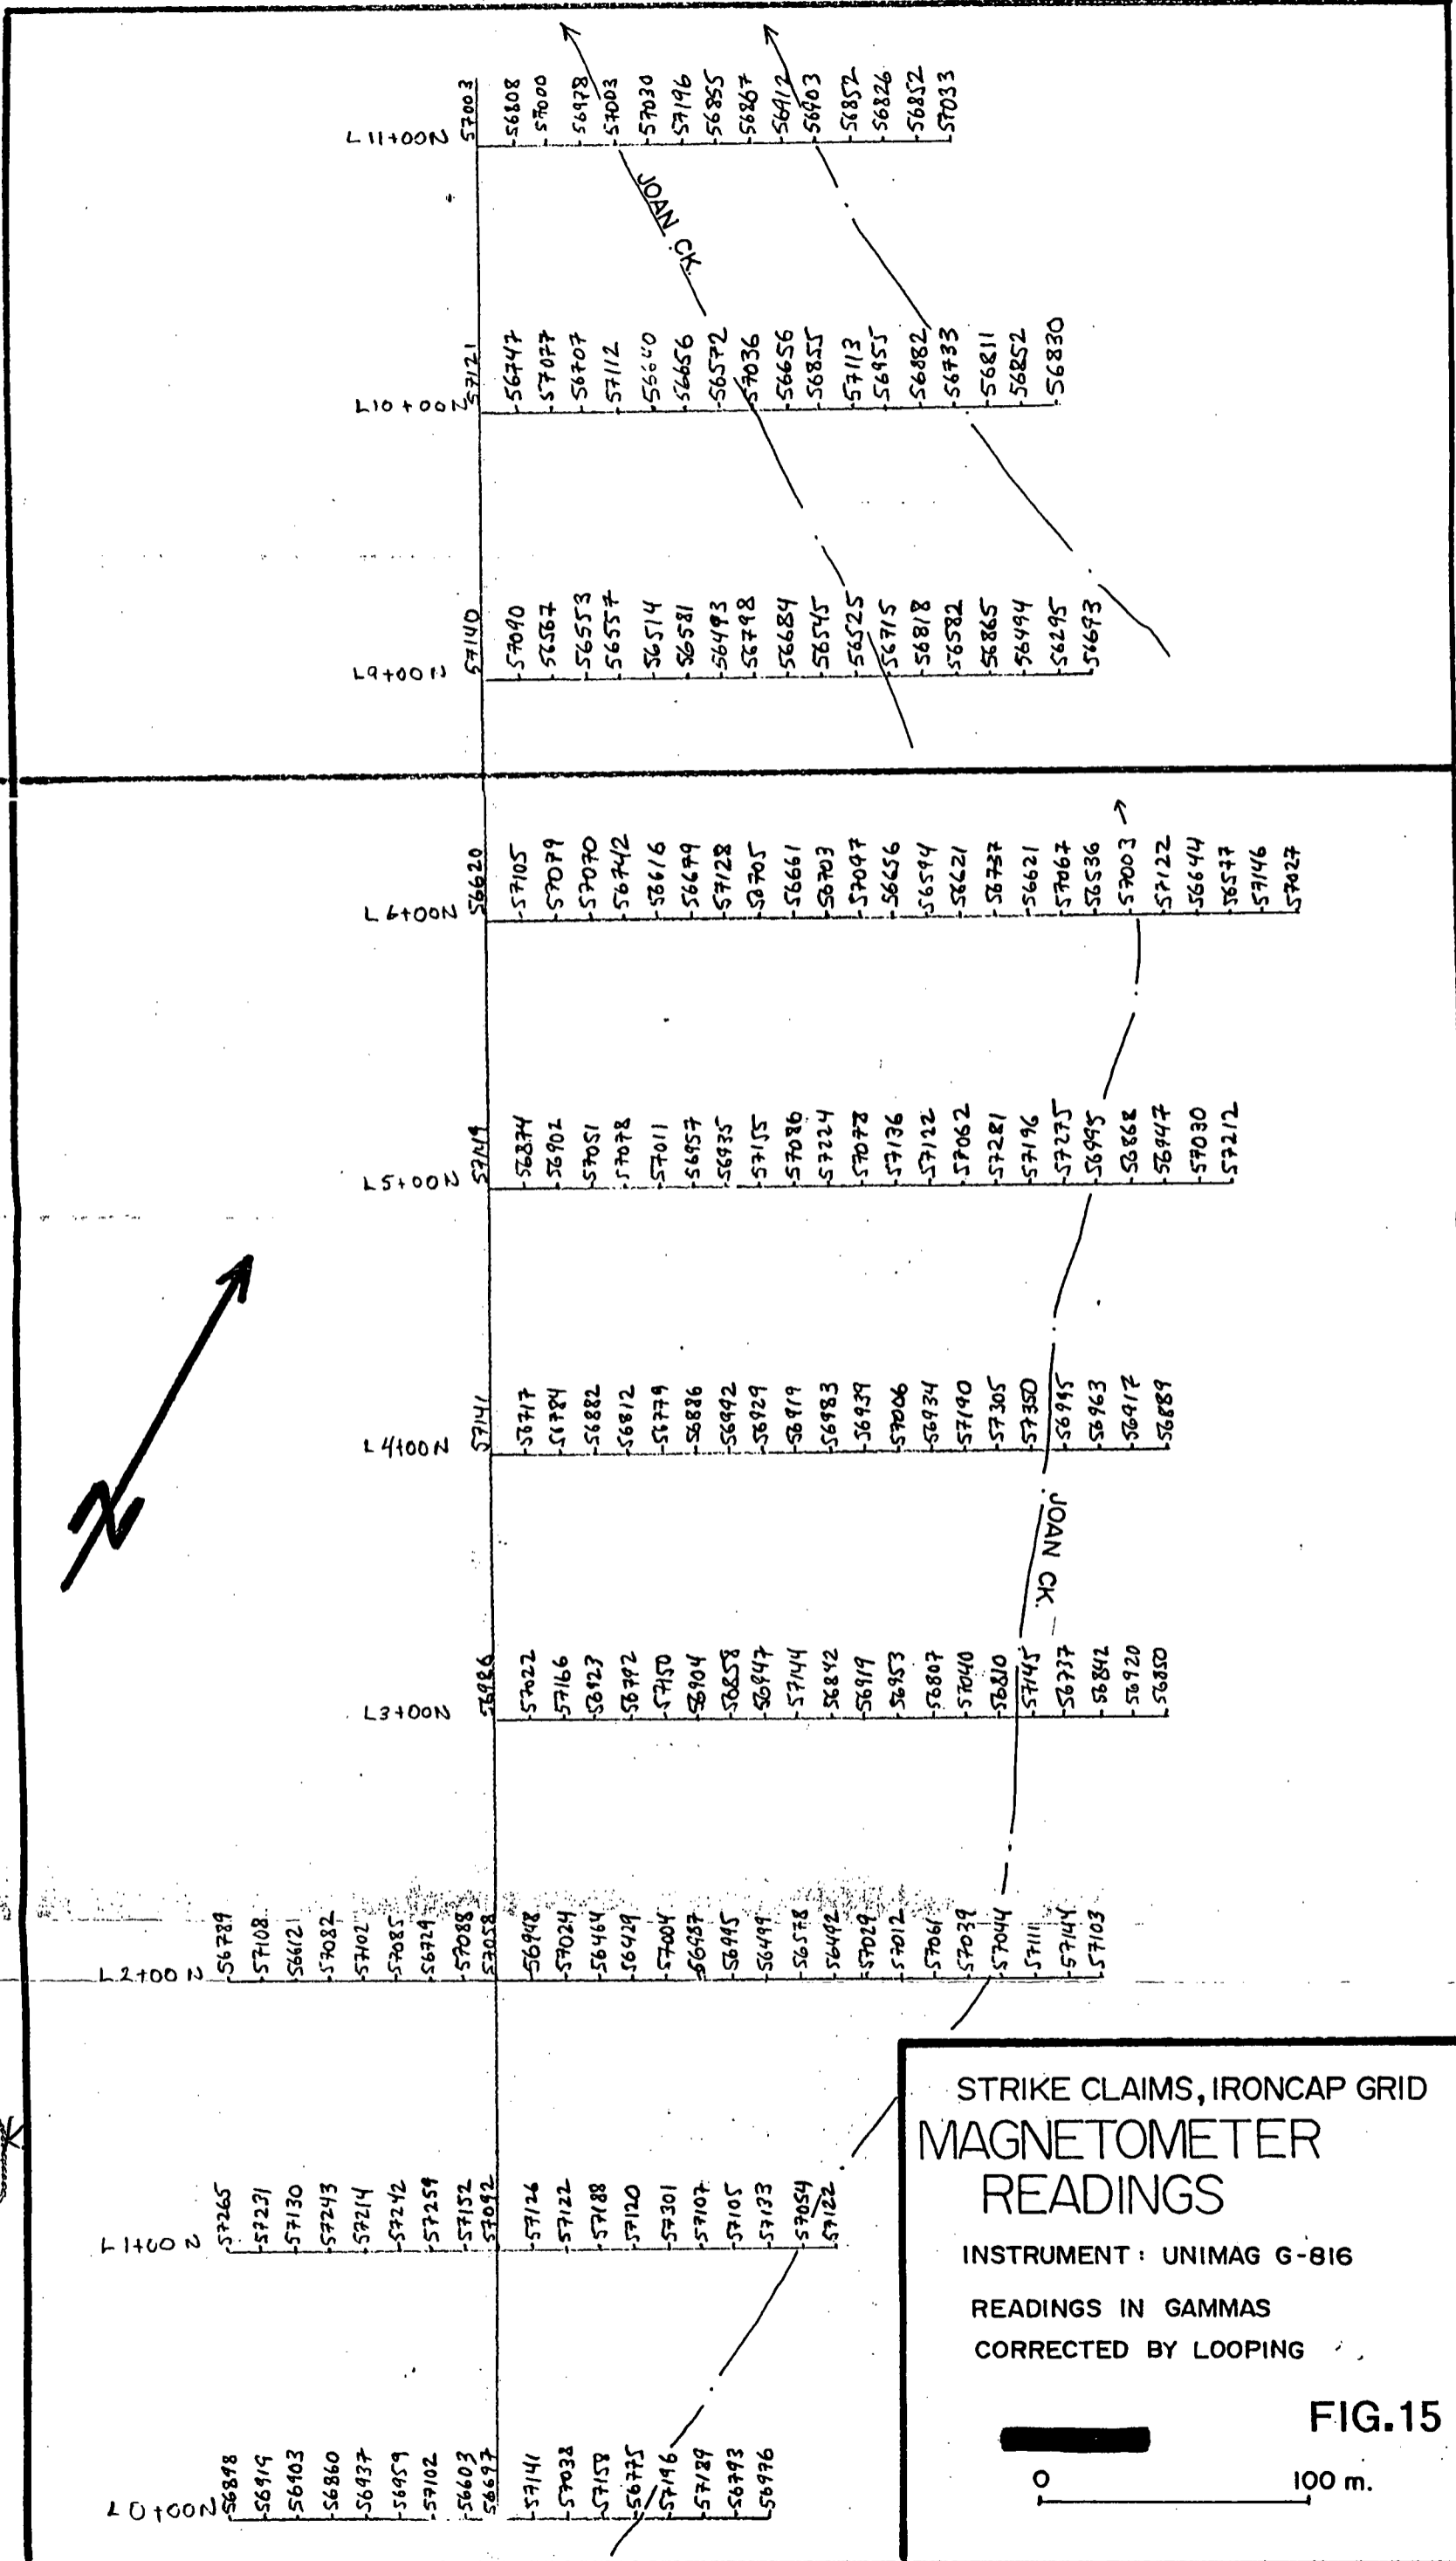 L11+00N 57003 56808 57000 56978 57003 57030 57196 56855 56867 56912 56903 56852 56826 56852 57033
JOAN CK.
L10+00N 57121 56747 57077 56707 57112 56640 56656 56572 57036 56656 56855 57113 56955 56882 56733 56811 56852 56830
L9+00N 57140 57090 56567 56553 56557 56514 56581 56493 56798 56684 56545 56525 56715 56818 56582 56865 56494 56295 56693
L6+00N 56620 57105 57079 57070 56742 56616 56679 57128 56705 56661 56703 57097 56656 56594 56621 56737 56621 57067 56536 57003 57122 56644 56577 57146 57027
L5+00N 57149 56874 56902 57051 57078 57011 56957 56935 57155 57086 57224 57078 57136 57122 57062 57281 57196 57275 56995 56868 56947 57030 57212
L4+00N 57141 56717 56784 56882 56812 56779 56886 56992 56929 56919 56983 56939 57006 56934 57190 57305 57350 56995 56963 56917 56889
JOAN CK.
N
L3+00N 56986 57022 57166 56923 56792 57150 56904 56858 56947 57144 56842 56919 56953 56807 57040 56810 57145 56737 56842 56920 56850
L2+00N 56789 57108 56121 57082 57102 57085 56729 57088 57058 56948 57024 56464 56429 57004 56987 56995 56499 56578 56492 57029 57012 57061 57039 57044 57111 57144 57103
L1+00N 57265 57231 57130 57243 57214 57242 57259 57152 57092 57126 57122 57188 57120 57301 57107 57105 57133 57054 57122
L0+00N 56898 56919 56903 56860 56937 56959 57102 56603 56697 57141 57038 57158 56775 57196 57189 56793 56976
STRIKE CLAIMS, IRONCAP GRID
MAGNETOMETER
READINGS
INSTRUMENT: UNIMAG G-816
READINGS IN GAMMAS
CORRECTED BY LOOPING
FIG.15
0 100 m.